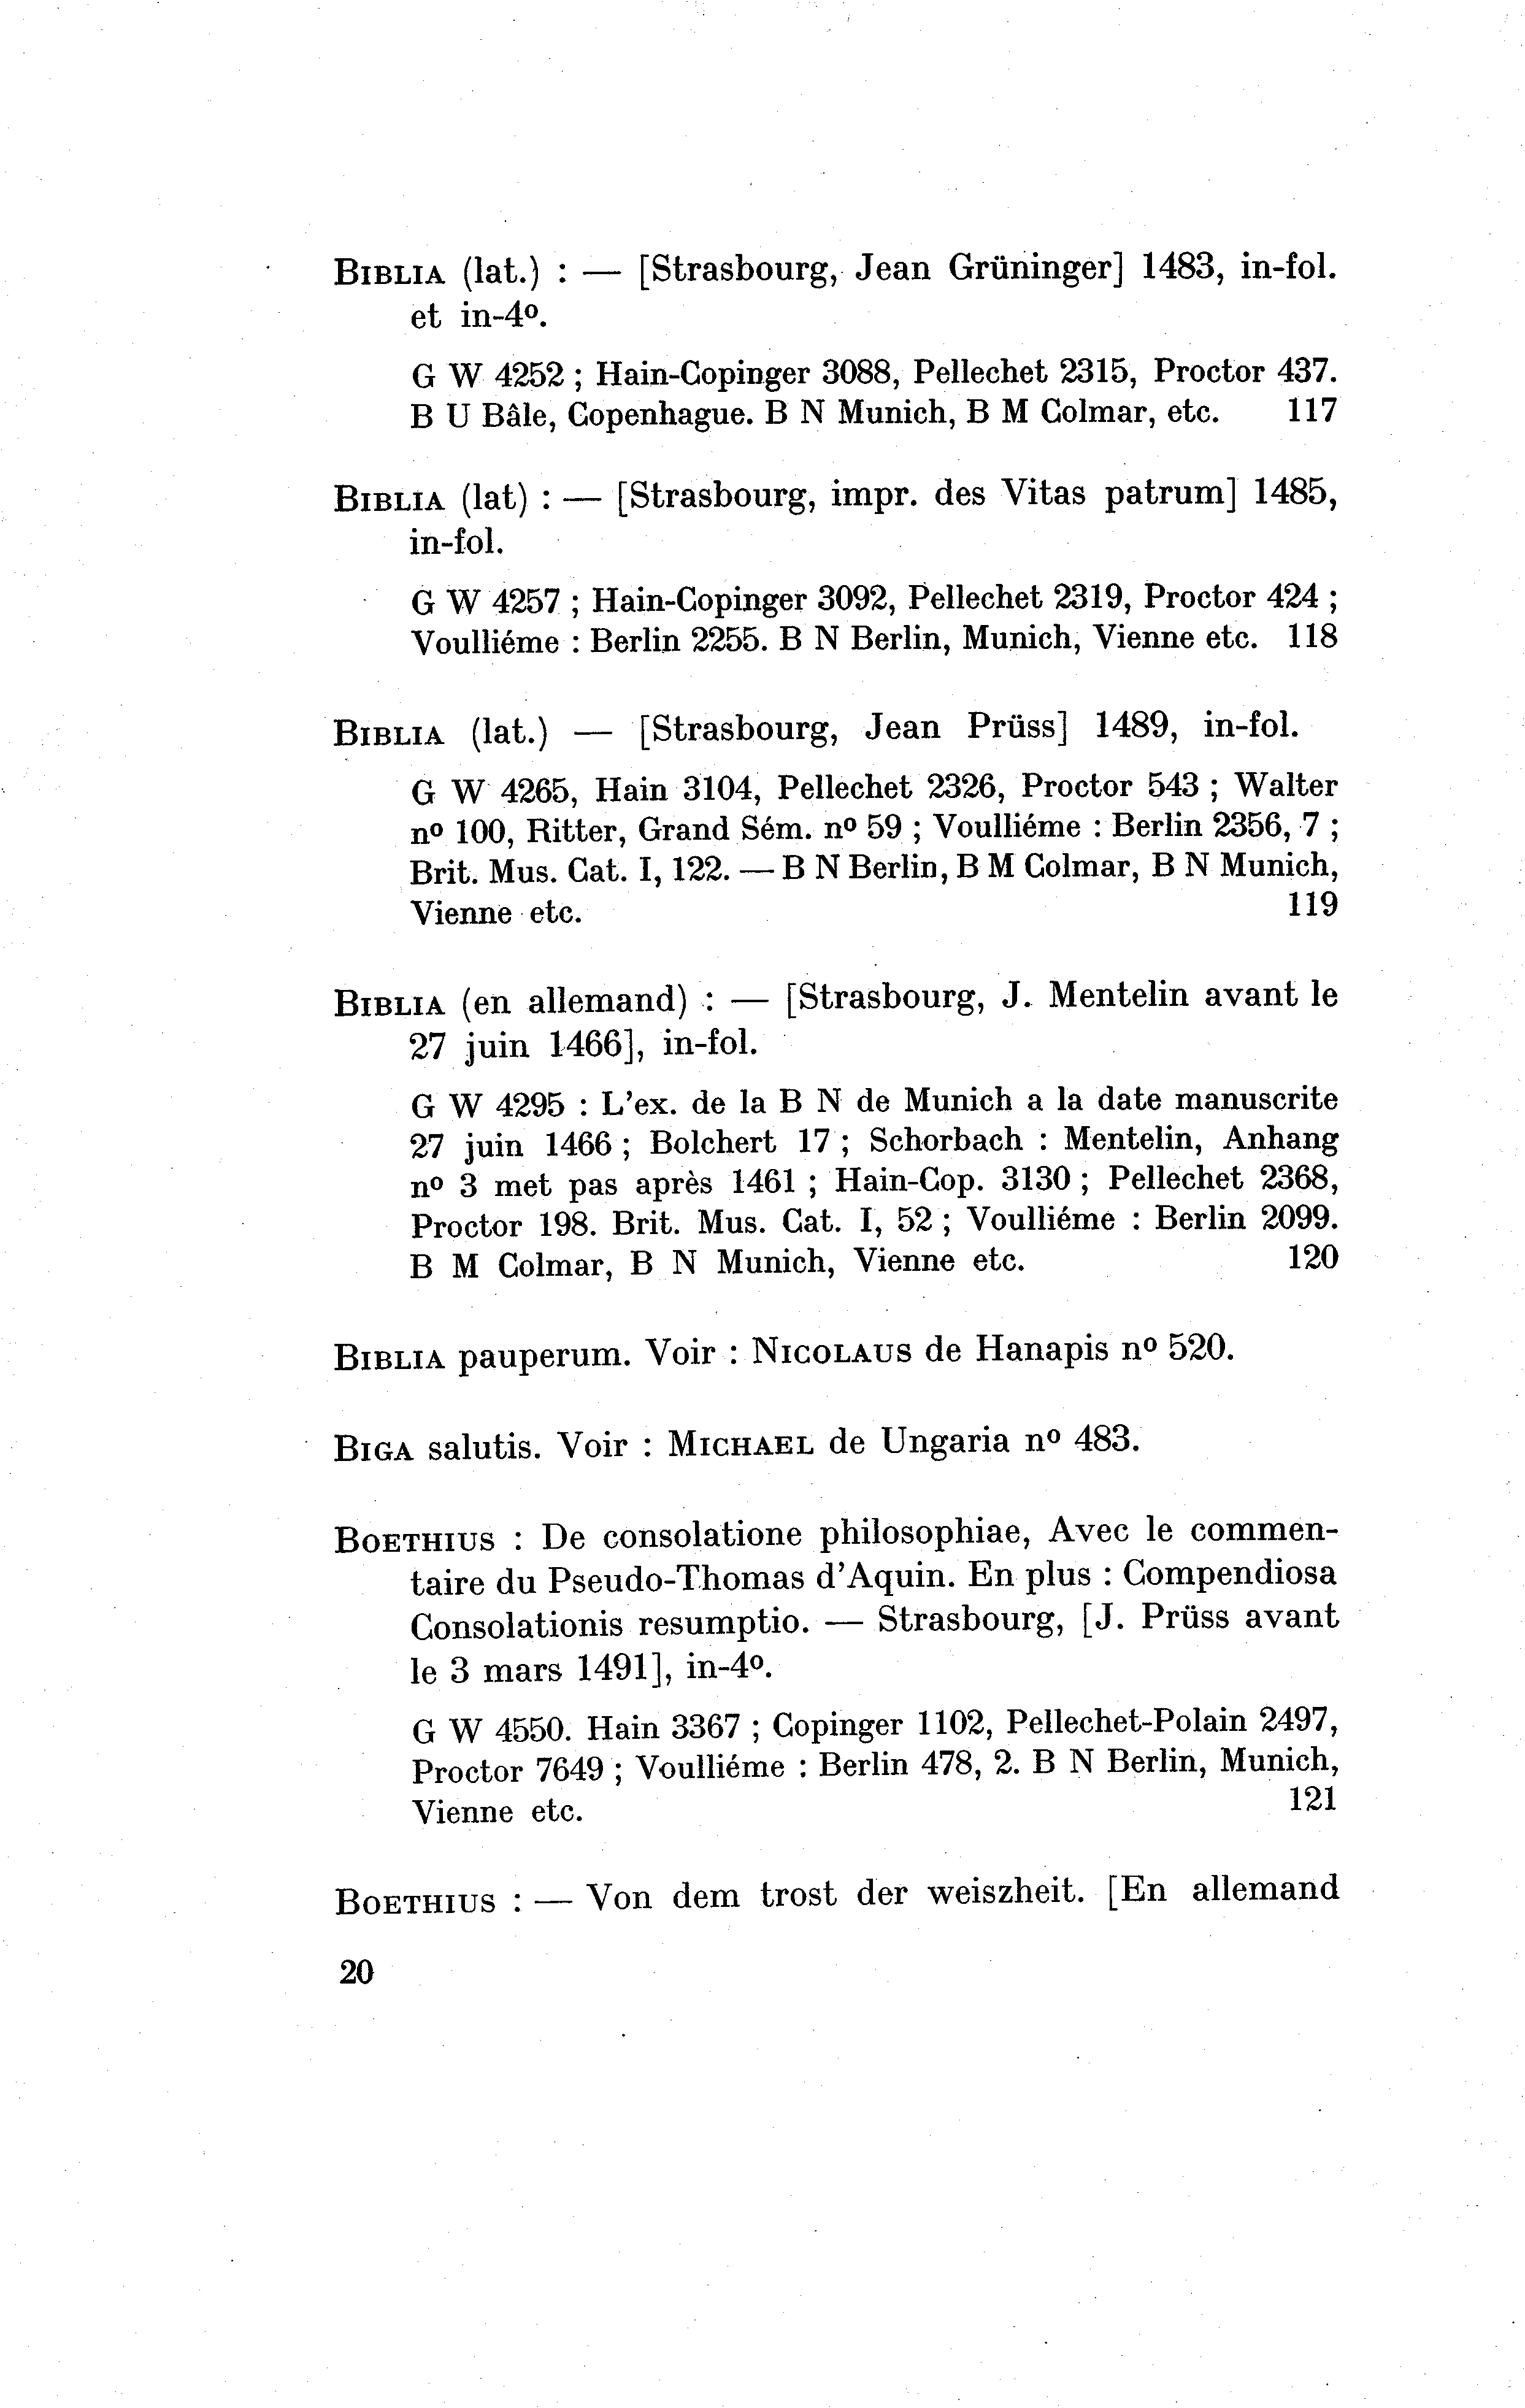 BIBLIA (lat.) : — [Strasbourg, Jean Grüninger] 1483, in-fol.
et in-4º.
G W 4252 ; Hain-Copinger 3088, Pellechet 2315, Proctor 437.
B U Bâle, Copenhague. B N Munich, B M Colmar, etc. 117
BIBLIA (lat) : — [Strasbourg, impr. des Vitas patrum] 1485,
in-fol.
G W 4257 ; Hain-Copinger 3092, Pellechet 2319, Proctor 424 ;
Voulliéme : Berlin 2255. B N Berlin, Munich, Vienne etc. 118
BIBLIA (lat.) — [Strasbourg, Jean Prüss] 1489, in-fol.
G W 4265, Hain 3104, Pellechet 2326, Proctor 543 ; Walter
nº 100, Ritter, Grand Sém. nº 59 ; Voulliéme : Berlin 2356, 7 ;
Brit. Mus. Cat. I, 122. — B N Berlin, B M Colmar, B N Munich,
Vienne etc. 119
BIBLIA (en allemand) : — [Strasbourg, J. Mentelin avant le
27 juin 1466], in-fol.
G W 4295 : L'ex. de la B N de Munich a la date manuscrite
27 juin 1466 ; Bolchert 17 ; Schorbach : Mentelin, Anhang
nº 3 met pas après 1461 ; Hain-Cop. 3130 ; Pellechet 2368,
Proctor 198. Brit. Mus. Cat. I, 52 ; Voulliéme : Berlin 2099.
B M Colmar, B N Munich, Vienne etc. 120
BIBLIA pauperum. Voir : NICOLAUS de Hanapis nº 520.
BIGA salutis. Voir : MICHAEL de Ungaria nº 483.
BOETHIUS : De consolatione philosophiae, Avec le commen-
taire du Pseudo-Thomas d'Aquin. En plus : Compendiosa
Consolationis resumptio. — Strasbourg, [J. Prüss avant
le 3 mars 1491], in-4º.
G W 4550. Hain 3367 ; Copinger 1102, Pellechet-Polain 2497,
Proctor 7649 ; Voulliéme : Berlin 478, 2. B N Berlin, Munich,
Vienne etc. 121
BOETHIUS : — Von dem trost der weiszheit. [En allemand
20